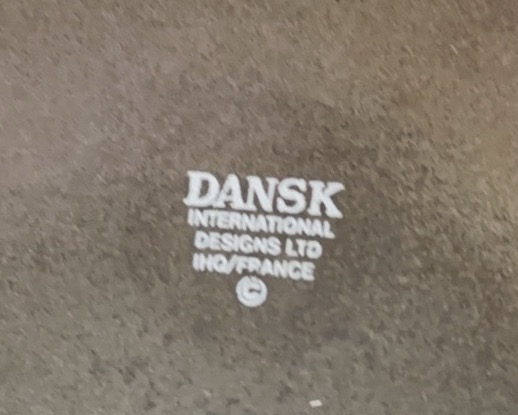 DANSK
INTERNATIONAL
DESIGNS LTD
IHQ/FRANCE
©